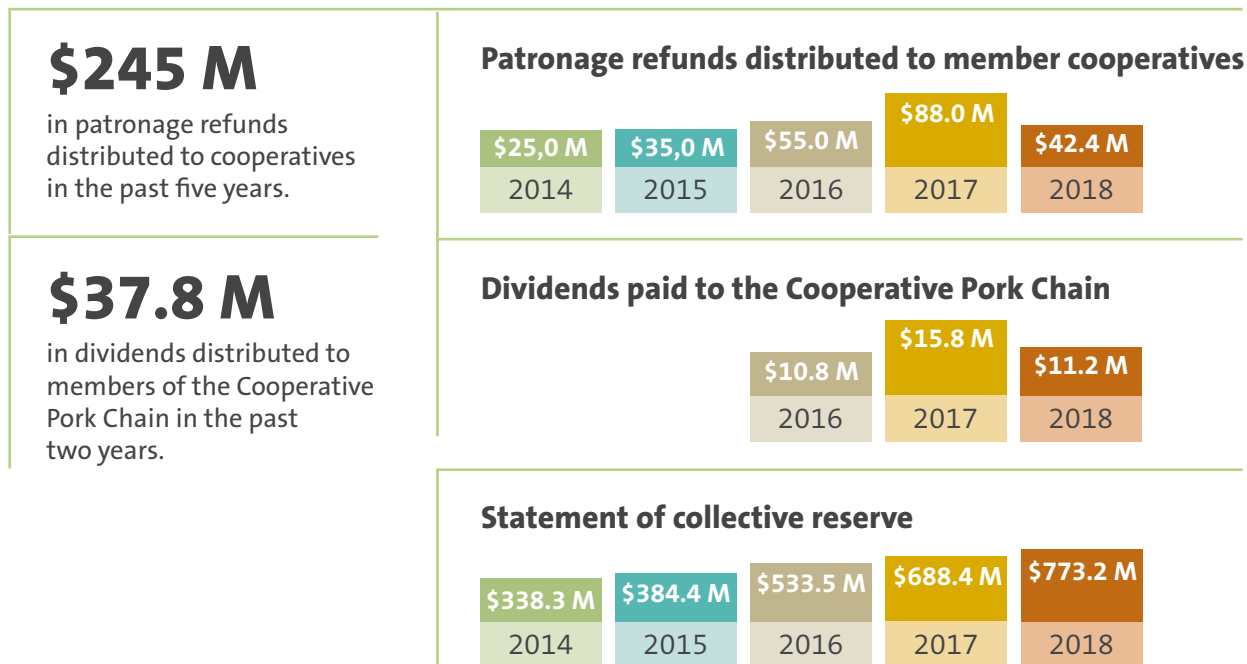 $245 M
in patronage refunds
distributed to cooperatives
in the past five years.
Patronage refunds distributed to member cooperatives
$25,0 M $35,0 M $55.0 M $88.0 M $42.4 M
2014 2015 2016 2017 2018
$37.8 M
in dividends distributed to
members of the Cooperative
Pork Chain in the past
two years.
Dividends paid to the Cooperative Pork Chain
$10.8 M $15.8 M $11.2 M
2016 2017 2018
Statement of collective reserve
$338.3 M $384.4 M $533.5 M $688.4 M $773.2 M
2014 2015 2016 2017 2018